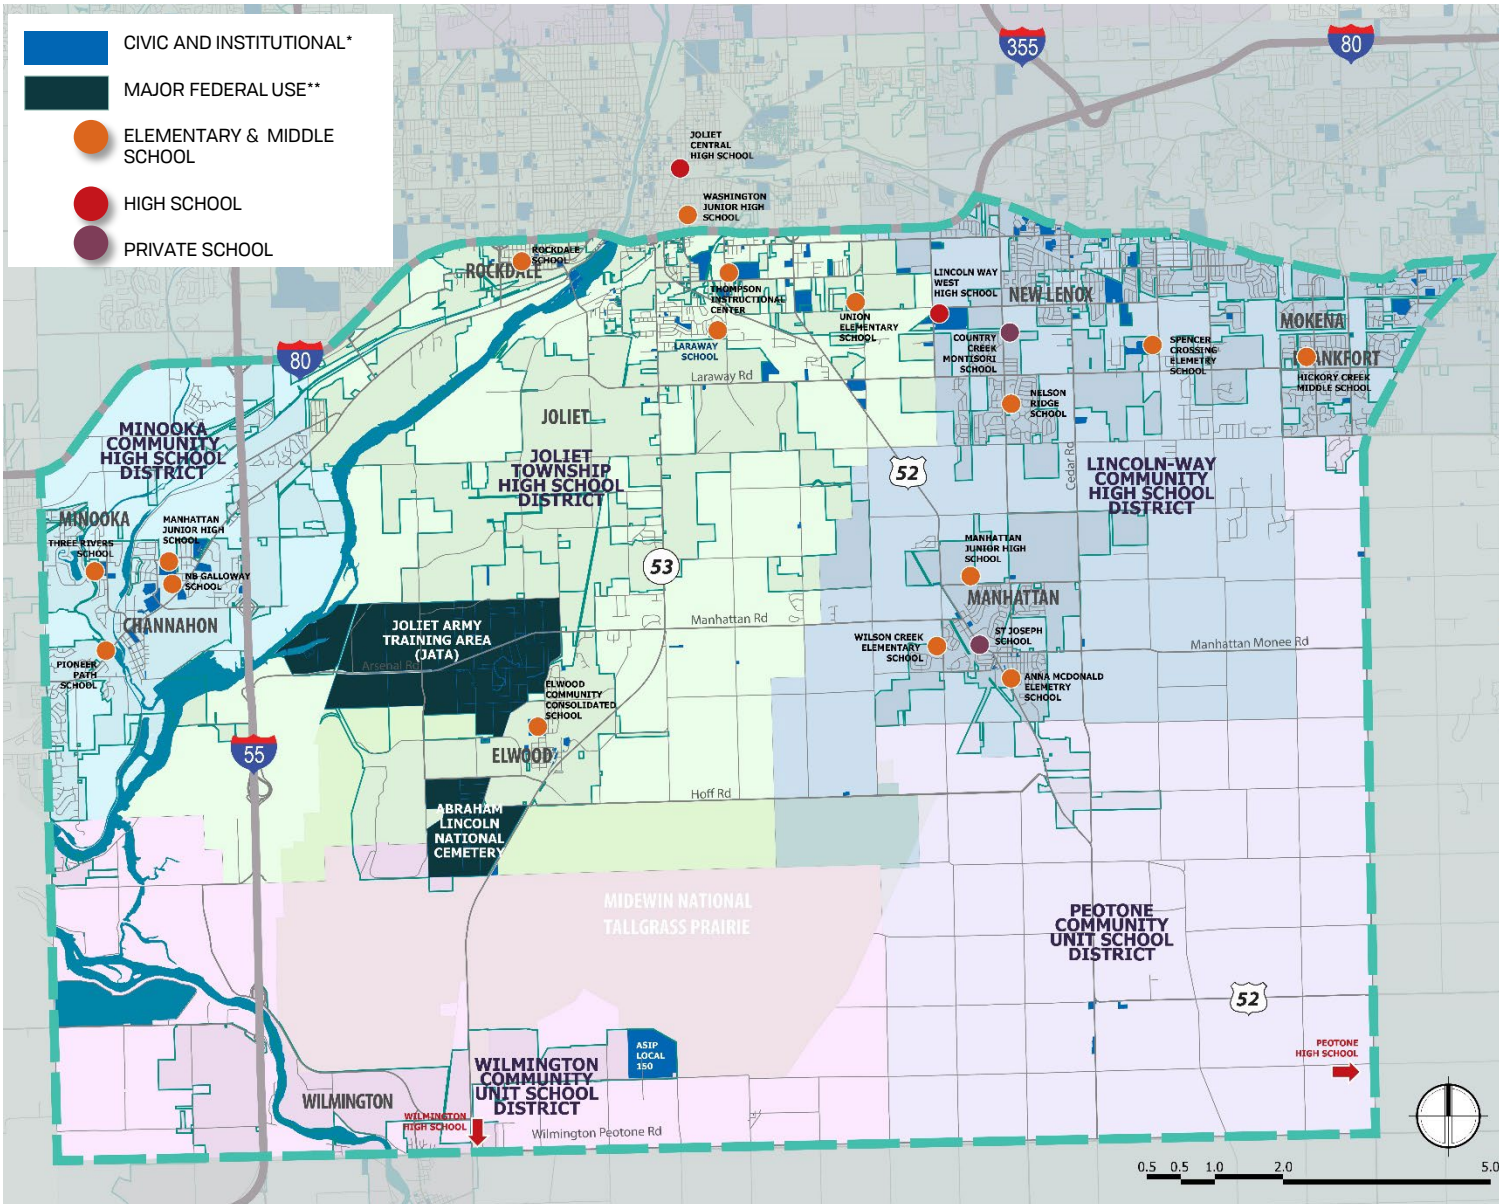 CIVIC AND INSTITUTIONAL*
MAJOR FEDERAL USE**
ELEMENTARY & MIDDLE
SCHOOL
HIGH SCHOOL
PRIVATE SCHOOL
355
80
JOLIET
CENTRAL
HIGH SCHOOL
WASHINGTON
JUNIOR HIGH
SCHOOL
ROCKDALE
SCHOOL
ROCKDALE
THOMPSON
INSTRUCTIONAL
CENTER
LARAWAY
SCHOOL
UNION
ELEMENTARY
SCHOOL
LINCOLN WAY
WEST
HIGH SCHOOL
NEW LENOX
COUNTRY
CREEK
MONTISORI
SCHOOL
SPENCER
CROSSING
ELEMETRY
SCHOOL
MOKENA
ANKFORT
HICKORY CREEK
MIDDLE SCHOOL
80
Laraway Rd
NELSON
RIDGE
SCHOOL
JOLIET
MINOOKA
COMMUNITY
HIGH SCHOOL
DISTRICT
JOLIET
TOWNSHIP
HIGH SCHOOL
DISTRICT
52
Cedar Rd
LINCOLN-WAY
COMMUNITY
HIGH SCHOOL
DISTRICT
MINOOKA
THREE RIVERS
SCHOOL
MANHATTAN
JUNIOR HIGH
SCHOOL
NB GALLOWAY
SCHOOL
53
MANHATTAN
JUNIOR HIGH
SCHOOL
MANHATTAN
CHANNAHON
JOLIET ARMY
TRAINING AREA
(JATA)
Manhattan Rd
WILSON CREEK
ELEMENTARY
SCHOOL
ST JOSEPH
SCHOOL
Manhattan Monee Rd
PIONEER
PATH
SCHOOL
Arsenal Rd
ELWOOD
COMMUNITY
CONSOLIDATED
SCHOOL
ANNA MCDONALD
ELEMETRY
SCHOOL
55
ELWOOD
Hoff Rd
ABRAHAM
LINCOLN
NATIONAL
CEMETERY
MIDEWIN NATIONAL
TALLGRASS PRAIRIE
PEOTONE
COMMUNITY
UNIT SCHOOL
DISTRICT
52
ASIP
LOCAL
150
PEOTONE
HIGH SCHOOL
WILMINGTON
COMMUNITY
UNIT SCHOOL
DISTRICT
WILMINGTON
WILMINGTON
HIGH SCHOOL
Wilmington Peotone Rd
0.5 0.5 1.0 2.0 5.0